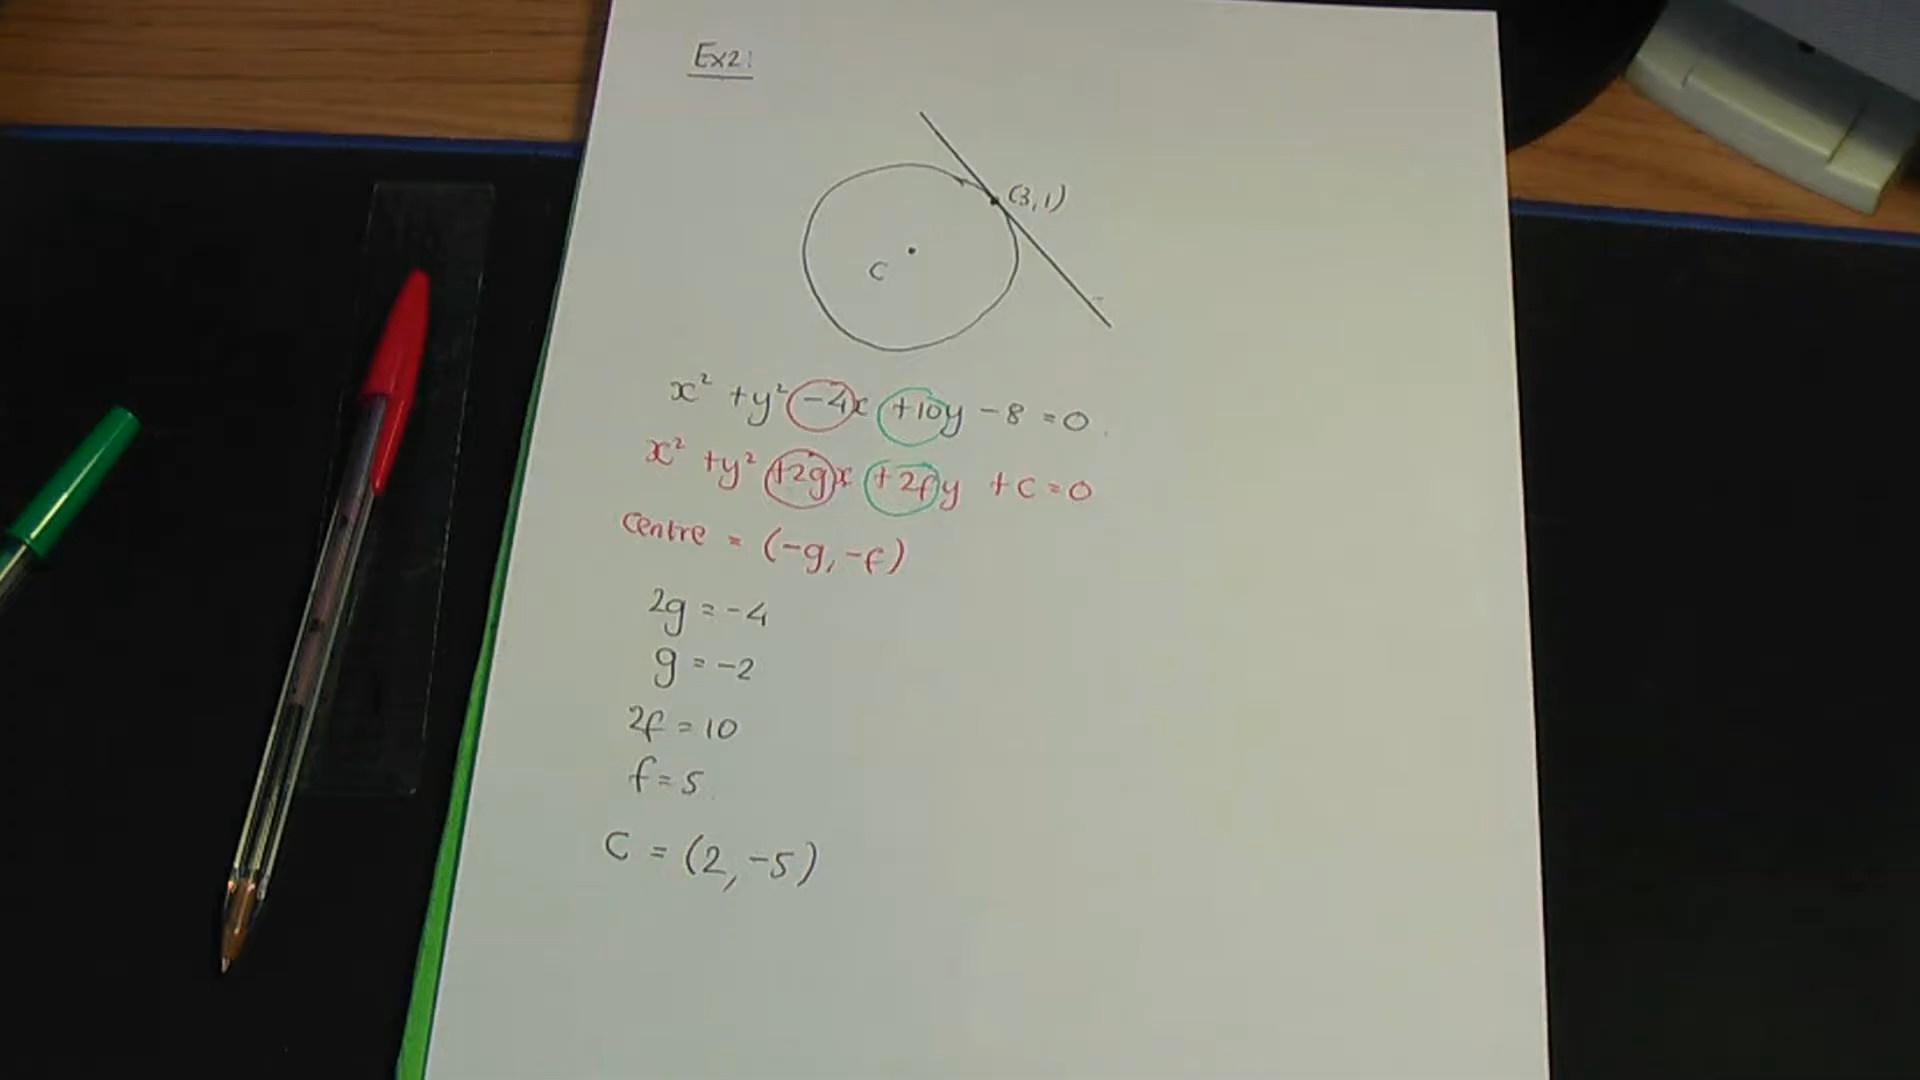 Ex2:
(3,1)
C
x² +y² -4x +10y -8 =0
x² +y² +2gx +2fy +c =0
Centre = (-g, -f)
2g = -4
g = -2
2f = 10
f = 5
C = (2, -5)